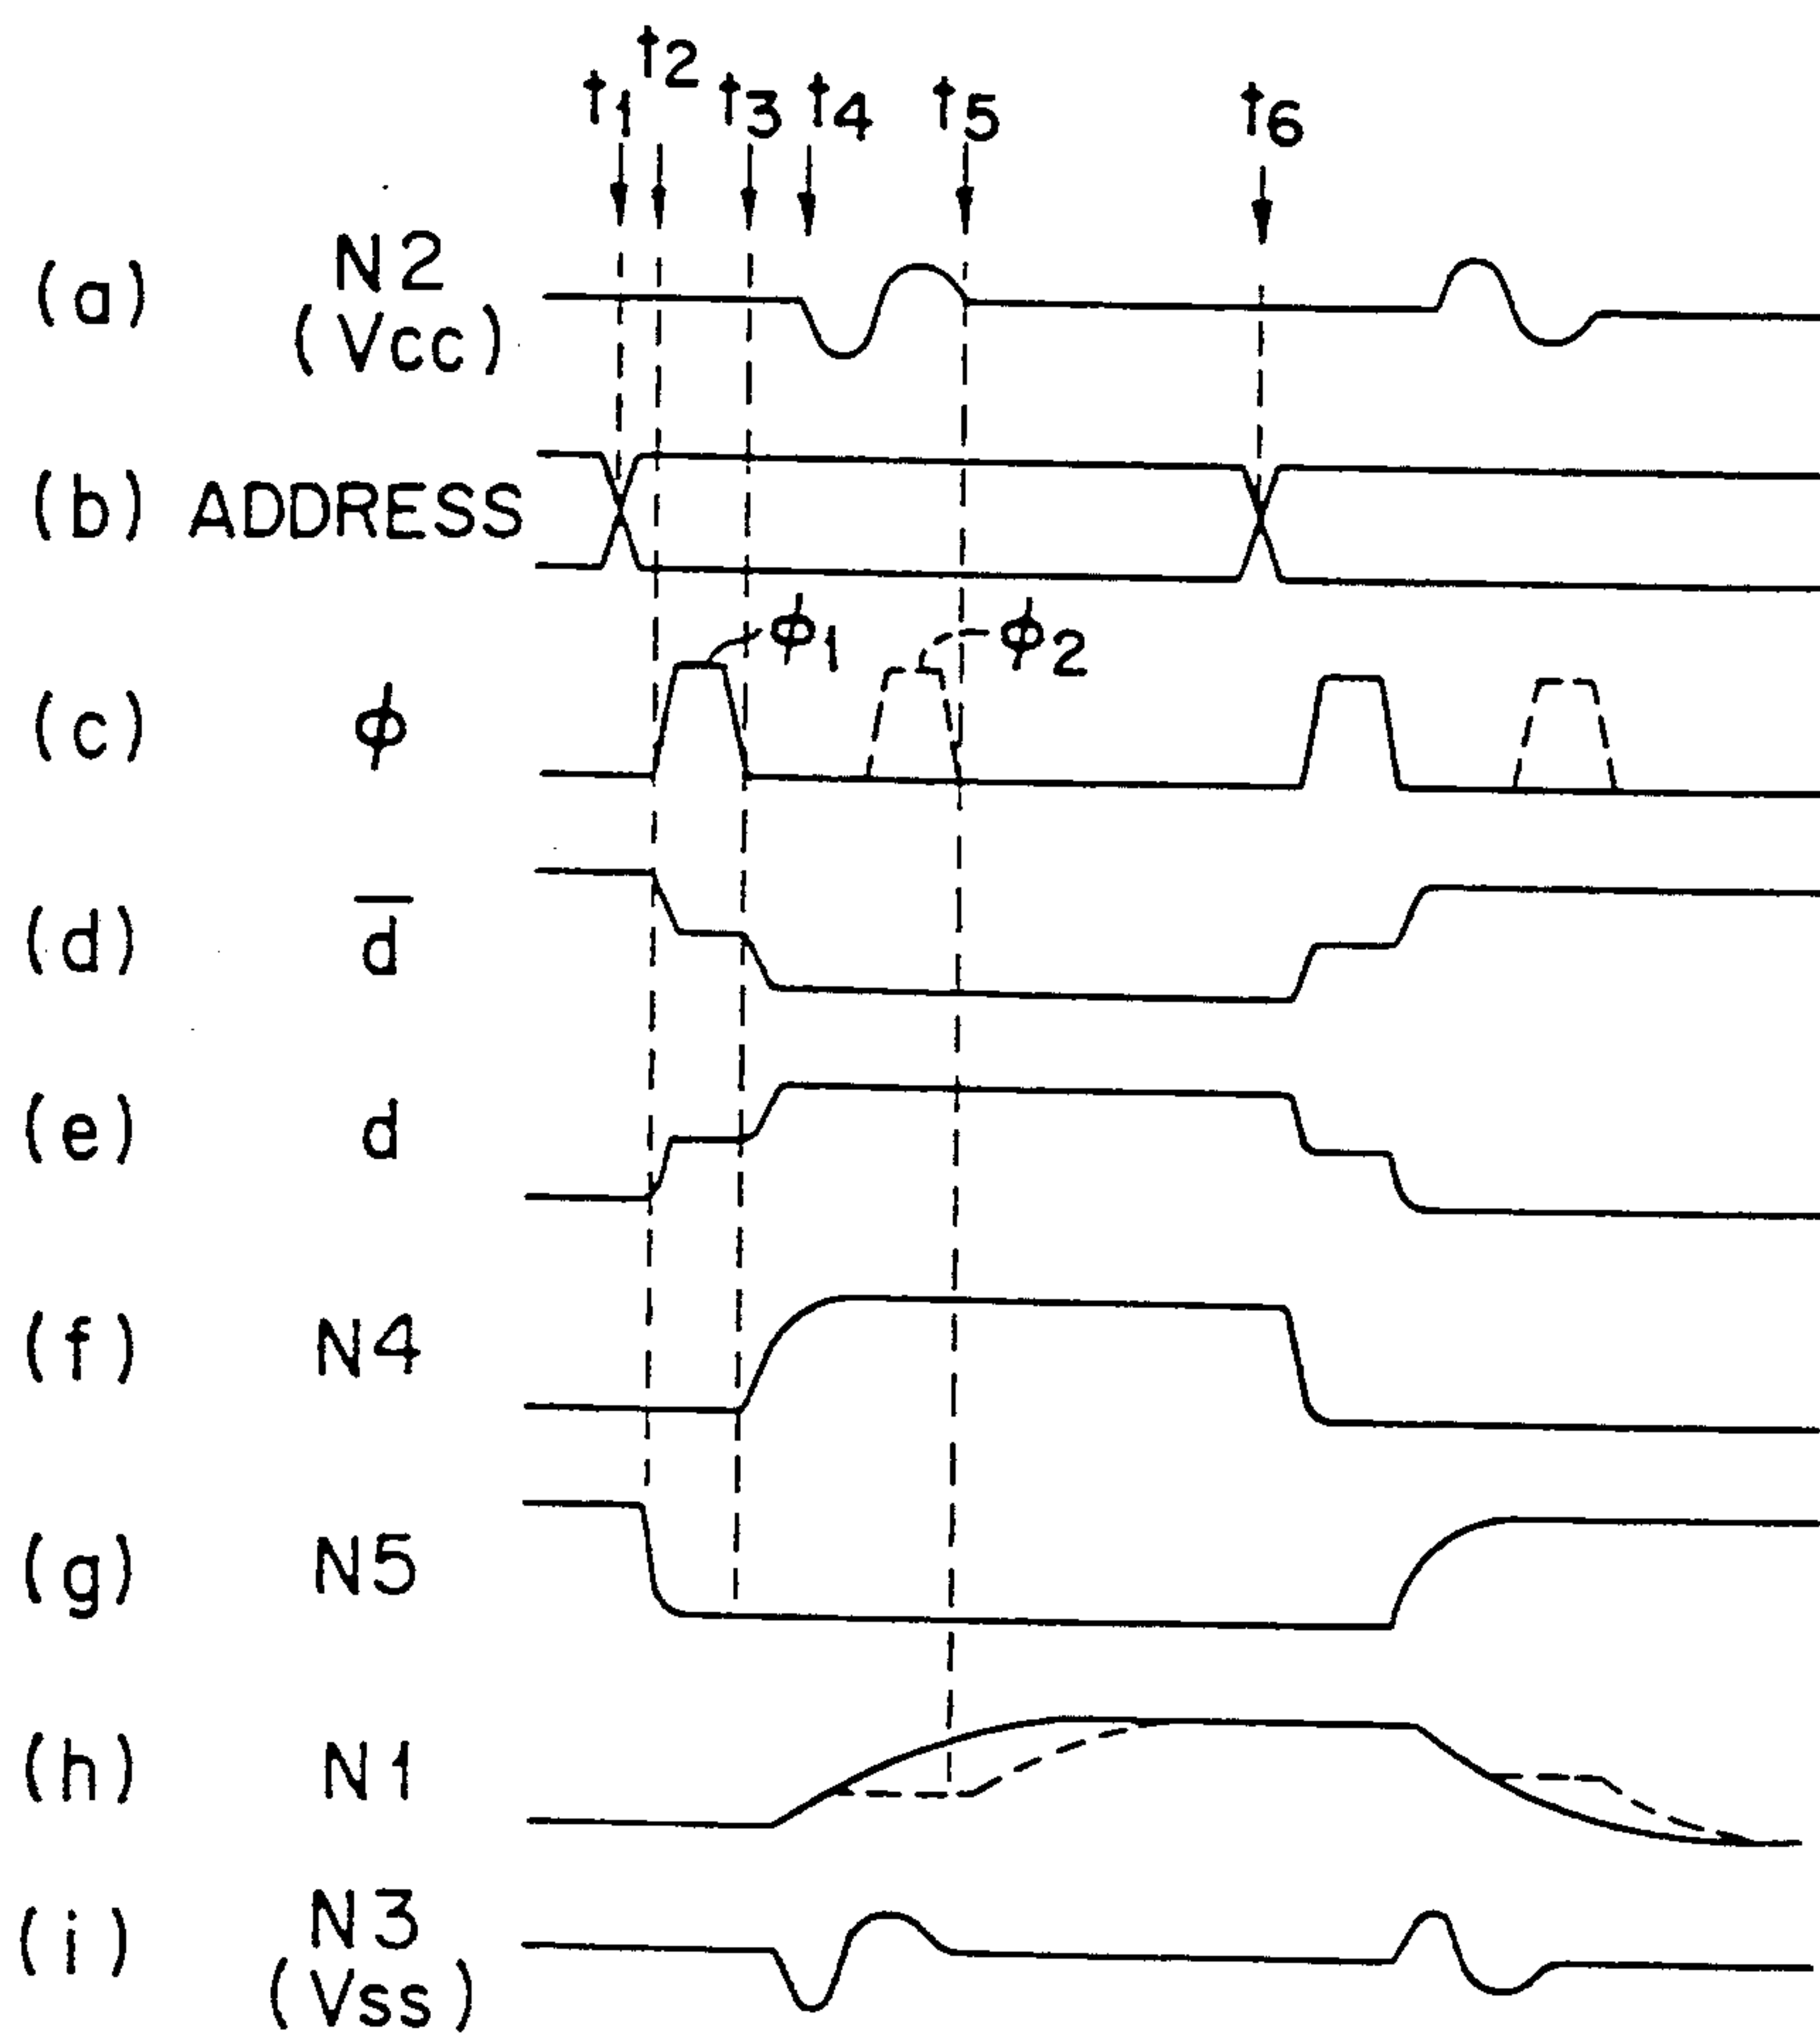 t1 t2 t3 t4 t5 t6
(a) N2 (Vcc)
(b) ADDRESS
ϕ1 ϕ2
(c) ϕ
(d) d̅
(e) d
(f) N4
(g) N5
(h) N1
(i) N3 (Vss)